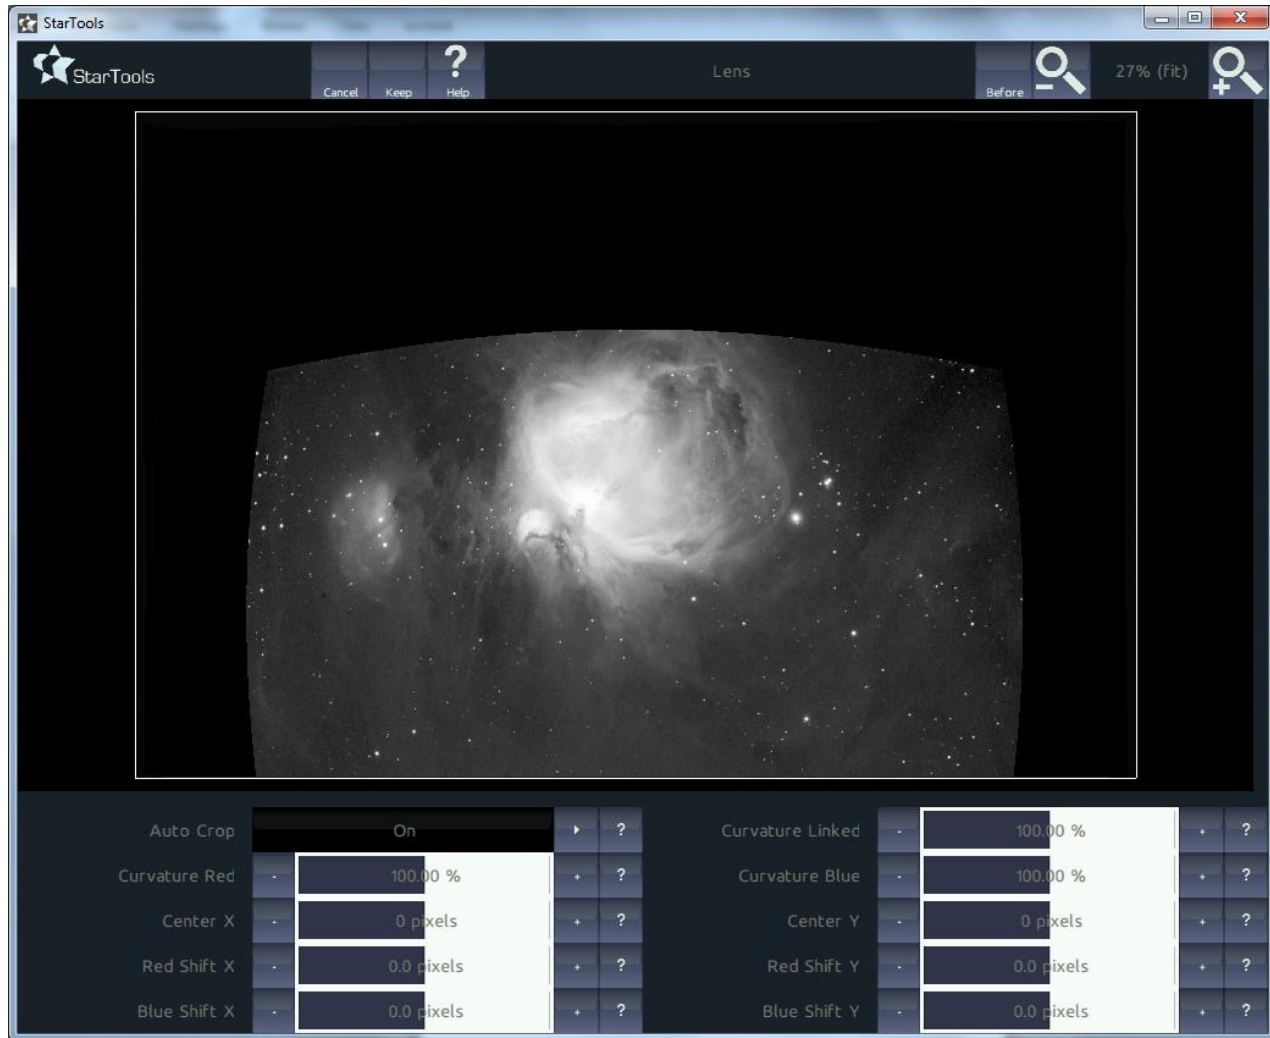 StarTools
StarTools
Cancel Keep ? Help
Lens
Before 27% (fit)
Auto Crop On ? Curvature Linked - 100.00 % + ?
Curvature Red - 100.00 % + ? Curvature Blue - 100.00 % + ?
Center X - 0 pixels + ? Center Y - 0 pixels + ?
Red Shift X - 0.0 pixels + ? Red Shift Y - 0.0 pixels + ?
Blue Shift X - 0.0 pixels + ? Blue Shift Y - 0.0 pixels + ?